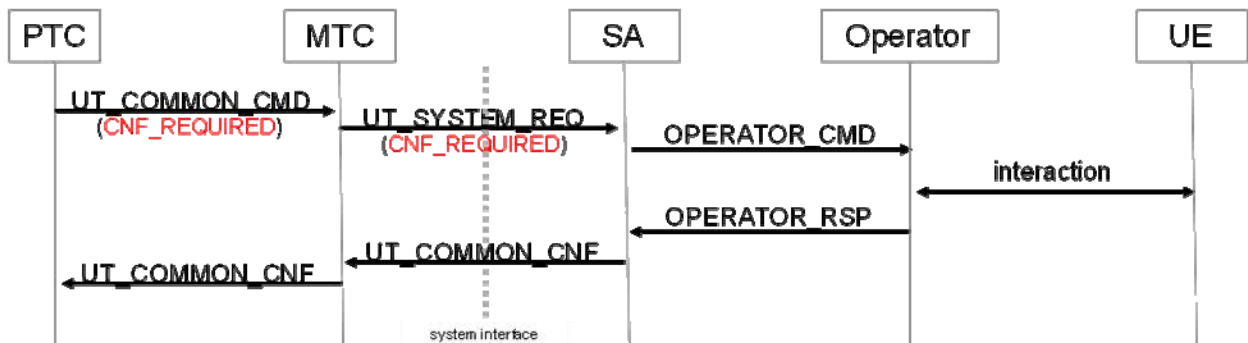 PTC MTC SA Operator UE
UT_COMMON_CMD
(CNF_REQUIRED)
UT_SYSTEM_REQ
(CNF_REQUIRED)
OPERATOR_CMD
interaction
OPERATOR_RSP
UT_COMMON_CNF
UT_COMMON_CNF
system interface